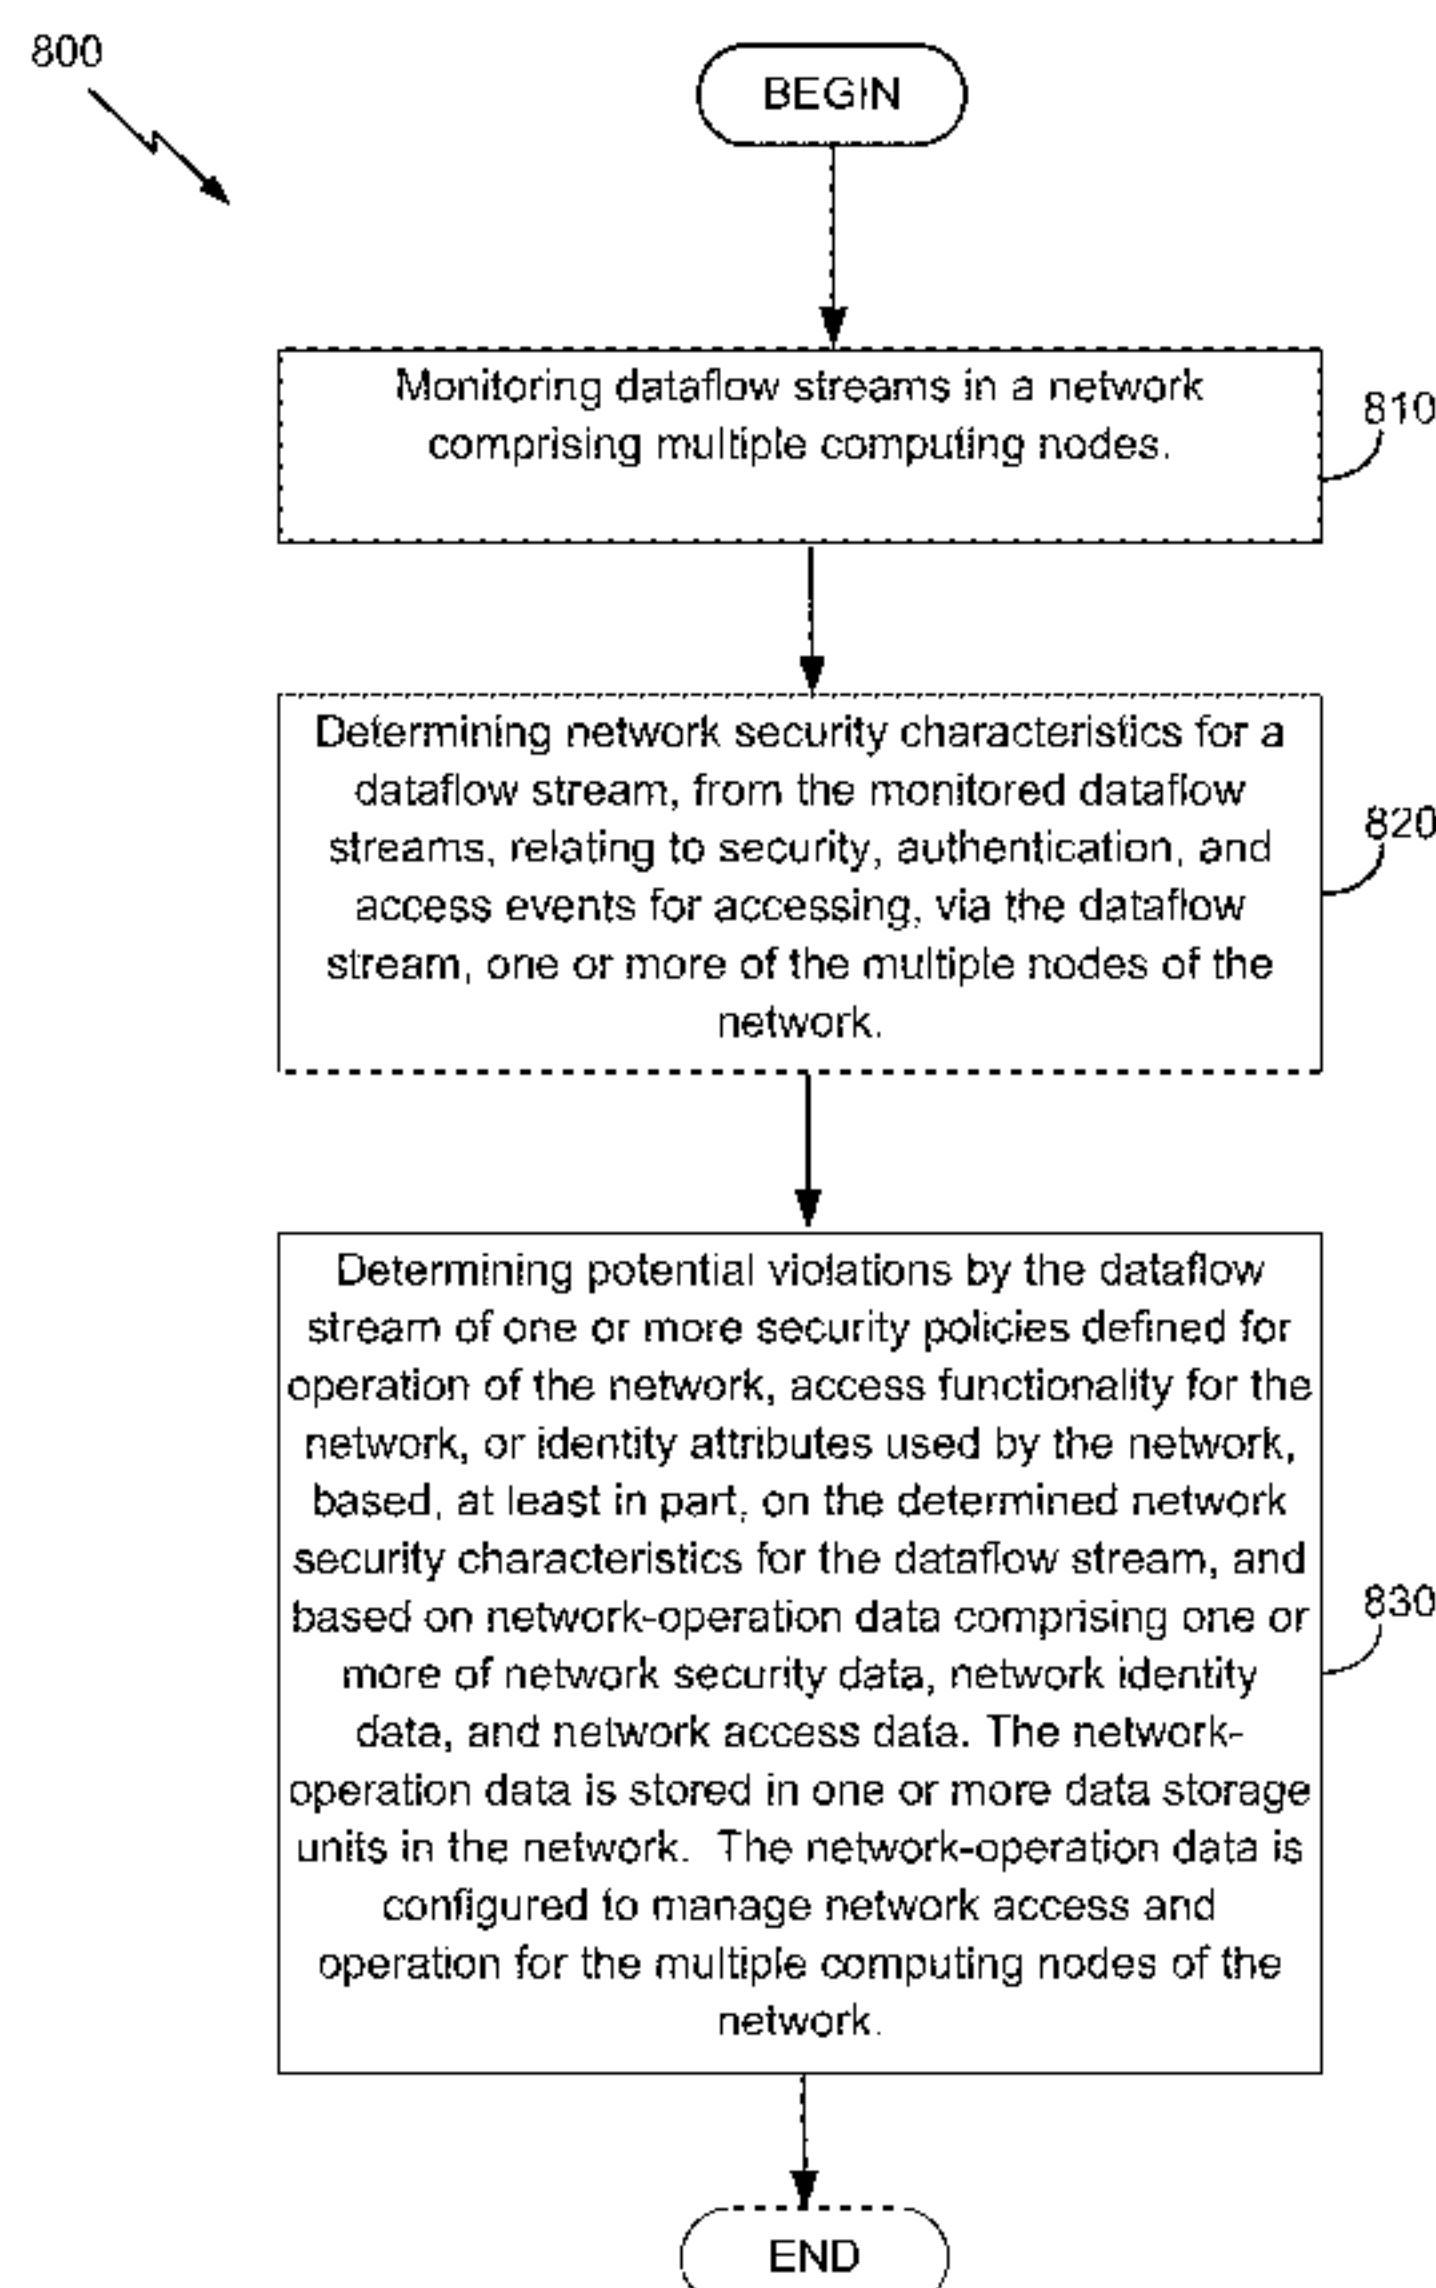 800
BEGIN
Monitoring dataflow streams in a network
comprising multiple computing nodes.
810
Determining network security characteristics for a
dataflow stream, from the monitored dataflow
streams, relating to security, authentication, and
access events for accessing, via the dataflow
stream, one or more of the multiple nodes of the
network.
820
Determining potential violations by the dataflow
stream of one or more security policies defined for
operation of the network, access functionality for the
network, or identity attributes used by the network,
based, at least in part, on the determined network
security characteristics for the dataflow stream, and
based on network-operation data comprising one or
more of network security data, network identity
data, and network access data. The network-
operation data is stored in one or more data storage
units in the network. The network-operation data is
configured to manage network access and
operation for the multiple computing nodes of the
network.
830
END